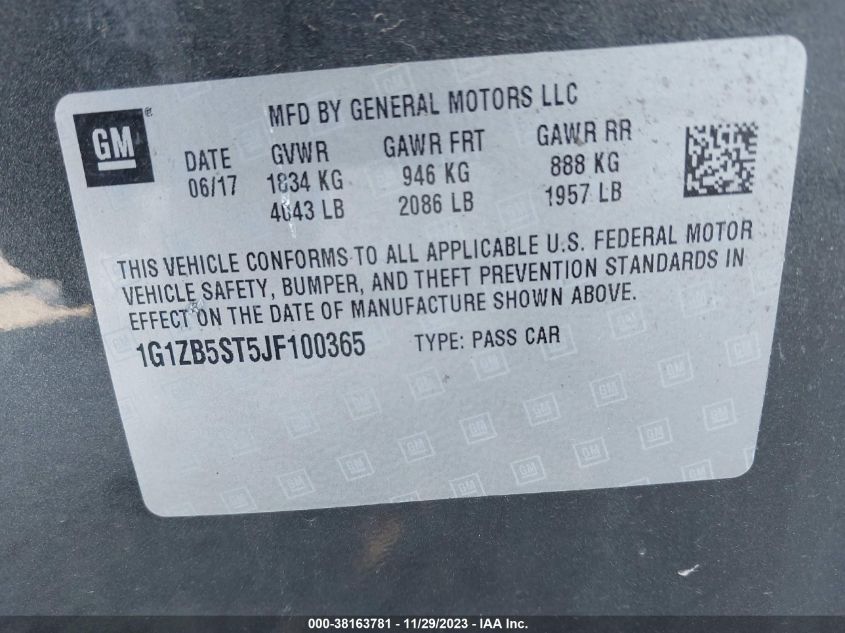 GM
MFD BY GENERAL MOTORS LLC
DATE GVWR GAWR FRT GAWR RR
06/17 1834 KG 946 KG 888 KG
4043 LB 2086 LB 1957 LB
THIS VEHICLE CONFORMS TO ALL APPLICABLE U.S. FEDERAL MOTOR
VEHICLE SAFETY, BUMPER, AND THEFT PREVENTION STANDARDS IN
EFFECT ON THE DATE OF MANUFACTURE SHOWN ABOVE.
1G1ZB5ST5JF100365 TYPE: PASS CAR
000-38163781 - 11/29/2023 - IAA Inc.